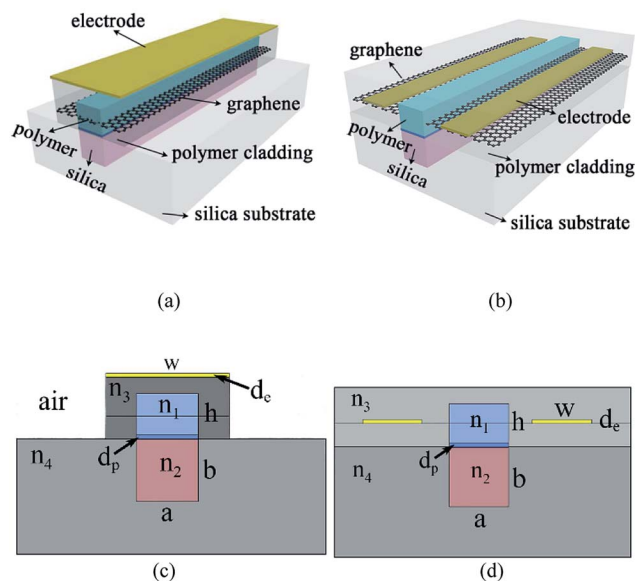 electrode
graphene
polymer
polymer cladding
silica
silica substrate
(a)
graphene
electrode
polymer
polymer cladding
silica
silica substrate
(b)
w
n3
de
air
n1
h
n4
dp
n2
b
a
(c)
n3
w
n1
h
de
dp
n4
n2
b
a
(d)